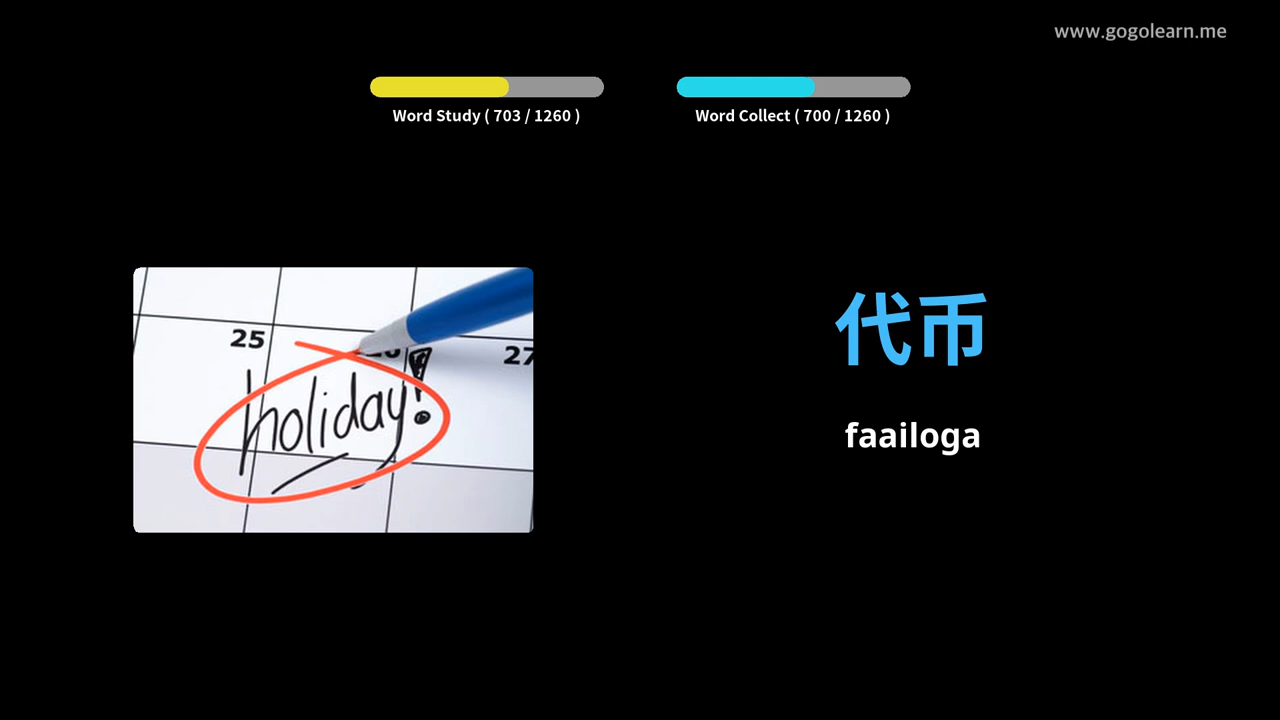 www.gogolearn.me
Word Study ( 703 / 1260 )
Word Collect ( 700 / 1260 )
25
27
holiday!
代币
faailoga